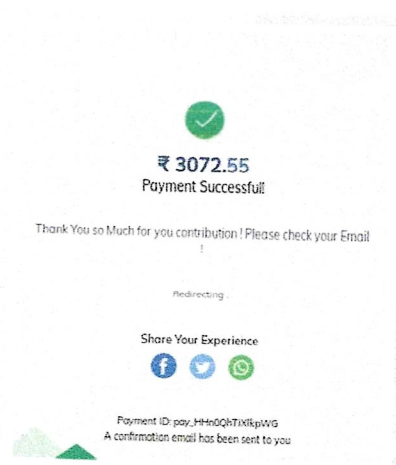 ₹ 3072.55
Payment Successful!
Thank You so Much for you contribution ! Please check your Email
!
Redirecting .
Share Your Experience
Payment ID:
A confirmation email has been sent to you